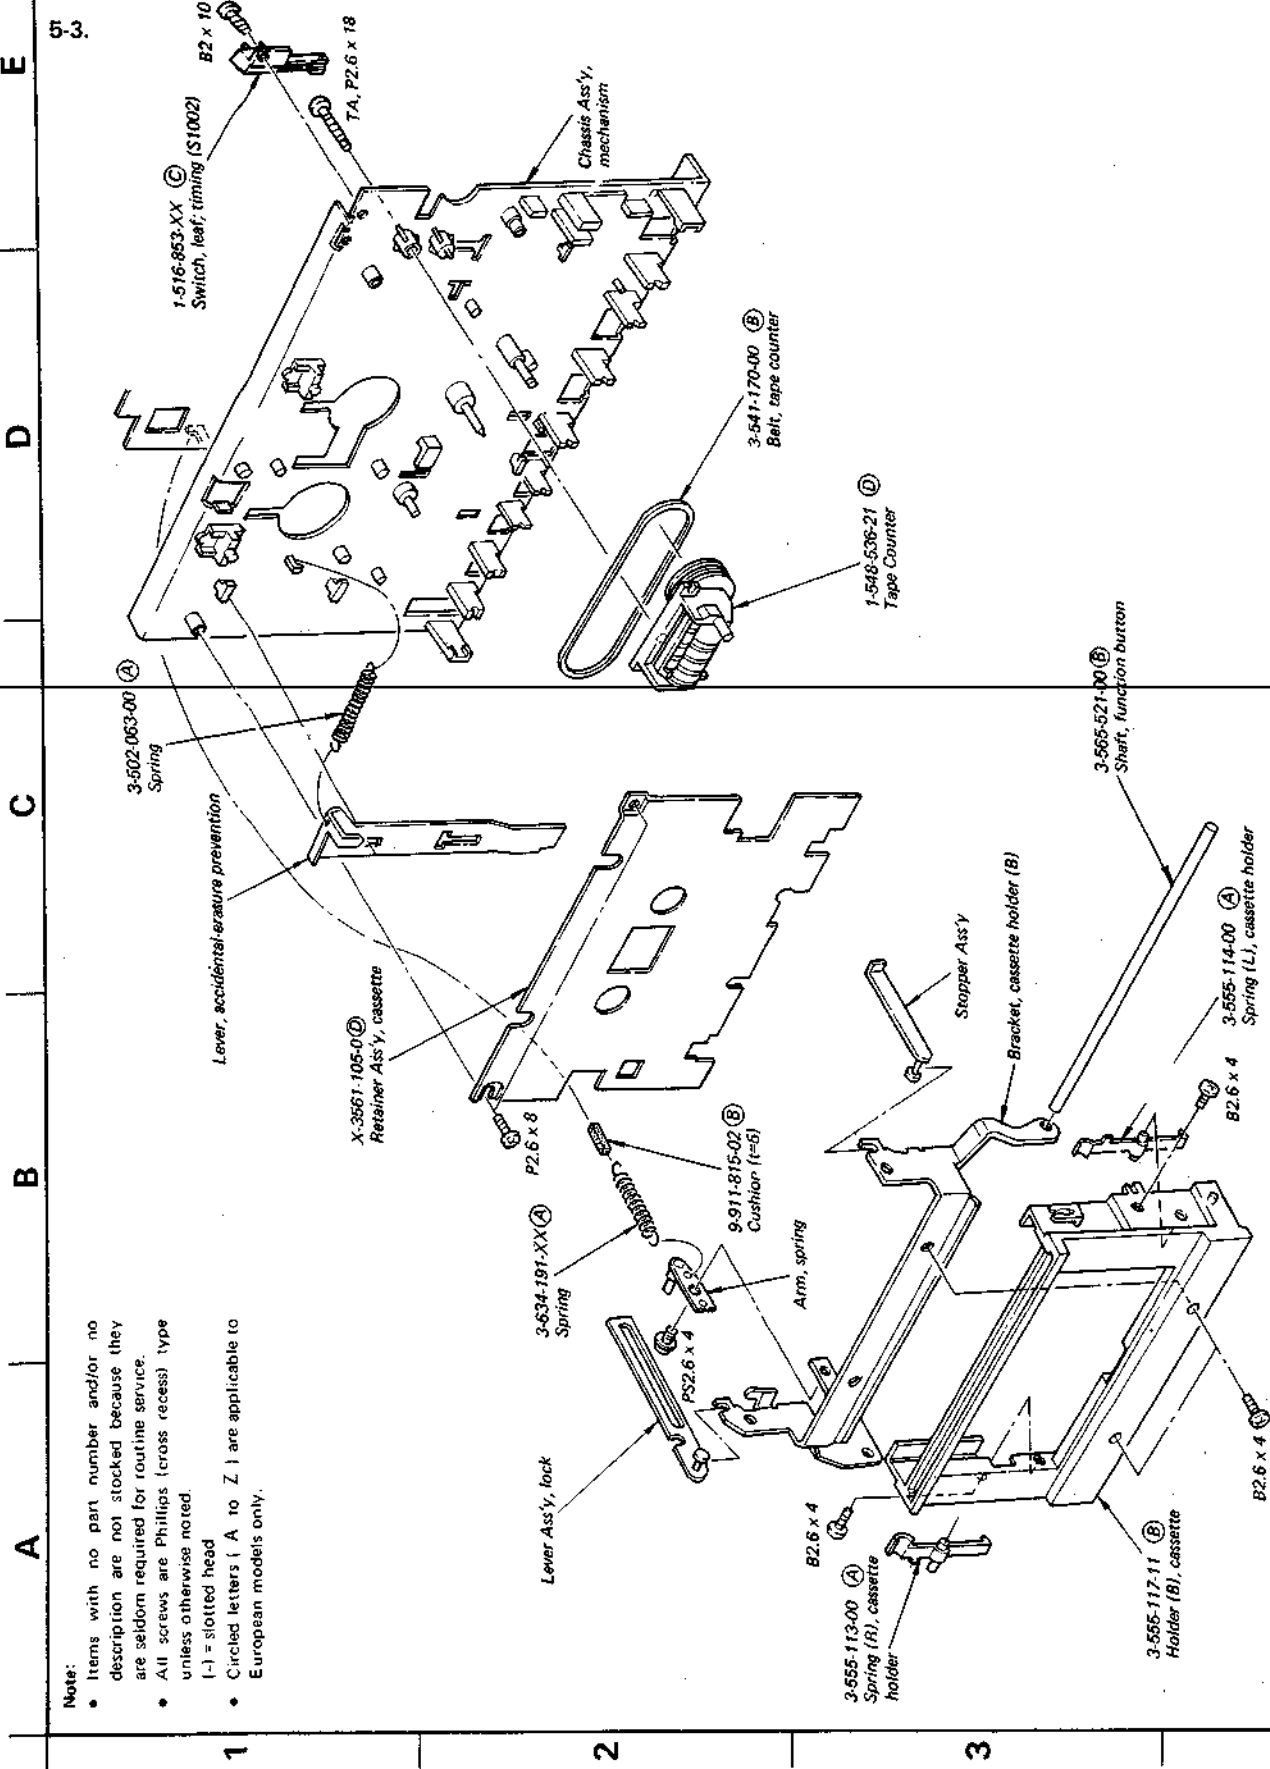 5-3.
A
B
C
D
E
1
2
3
Note:
• Items with no part number and/or no
description are not stocked because they
are seldom required for routine service.
• All screws are Phillips (cross recess) type
unless otherwise noted.
(-) = slotted head
• Circled letters ( A to Z ) are applicable to
European models only.
Lever, accidental-erasure prevention
3-502-063-00 Ⓐ
Spring
1-516-853-XX Ⓒ
Switch, leaf; timing (S1002)
B2 x 10
TA, P2.6 x 18
Chassis Ass'y,
mechanism
X-3561-105-0 Ⓓ
Retainer Ass'y, cassette
P2.6 x 8
3-634-191-XX Ⓐ
Spring
9-911-815-02 Ⓑ
Cushion (t=5)
Arm, spring
PS2.6 x 4
Lever Ass'y, lock
3-541-170-00 Ⓑ
Belt, tape counter
1-548-536-21 Ⓓ
Tape Counter
Stopper Ass'y
Bracket, cassette holder (B)
3-565-521-00 Ⓑ
Shaft, function button
3-555-114-00 Ⓐ
Spring (L), cassette holder
B2.6 x 4
B2.6 x 4
B2.6 x 4
3-555-113-00 Ⓐ
Spring (R), cassette
holder
3-555-117-11 Ⓑ
Holder (B), cassette